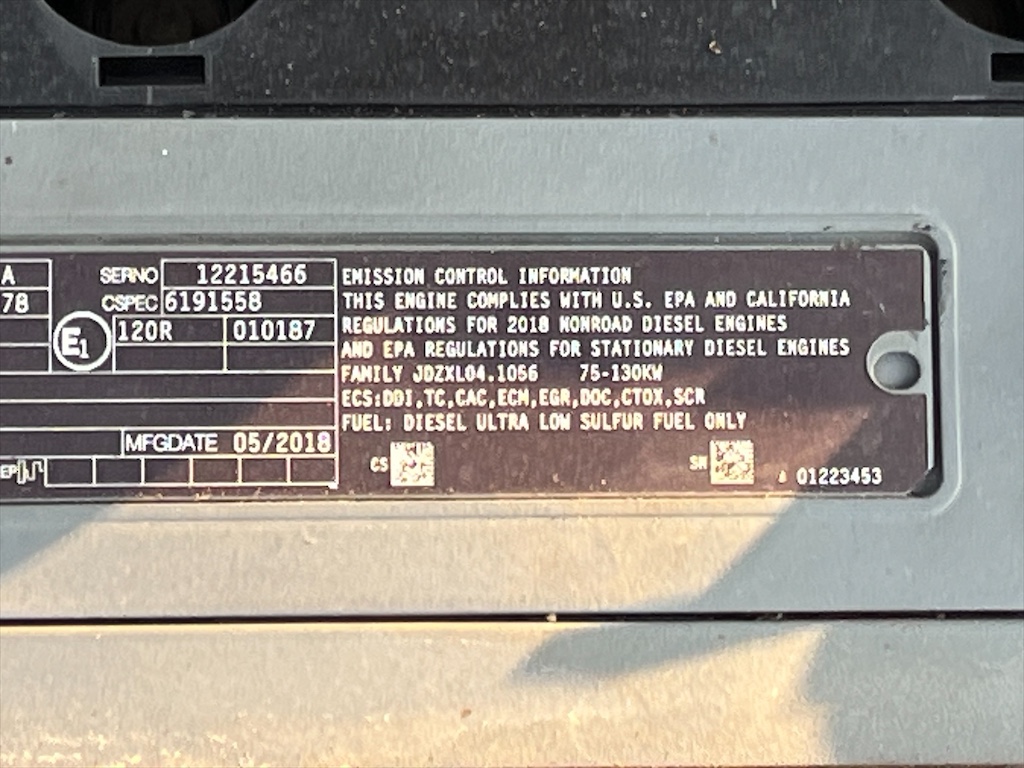 A
SERNO 12215466
78
CSPEC 6191558
E1 120R 010187
MFGDATE 05/2018
EP
EMISSION CONTROL INFORMATION
THIS ENGINE COMPLIES WITH U.S. EPA AND CALIFORNIA
REGULATIONS FOR 2018 NONROAD DIESEL ENGINES
AND EPA REGULATIONS FOR STATIONARY DIESEL ENGINES
FAMILY JDZXL04.1056 75-130KW
ECS:DDI,TC,CAC,ECM,EGR,DOC,CTOX,SCR
FUEL: DIESEL ULTRA LOW SULFUR FUEL ONLY
CS
SN
01223453